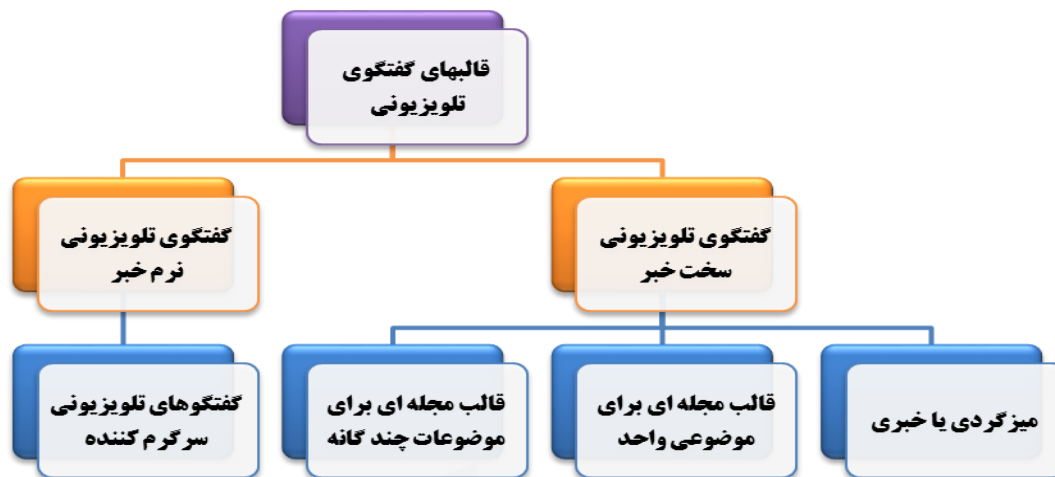 قالبهای گفتگوی
تلویزیونی
گفتگوی تلویزیونی
سخت خبر
گفتگوی تلویزیونی
نرم خبر
میزگردی یا خبری
قالب مجله ای برای
موضوعی واحد
قالب مجله ای برای
موضوعات چند گانه
گفتگوهای تلویزیونی
سرگرم کننده